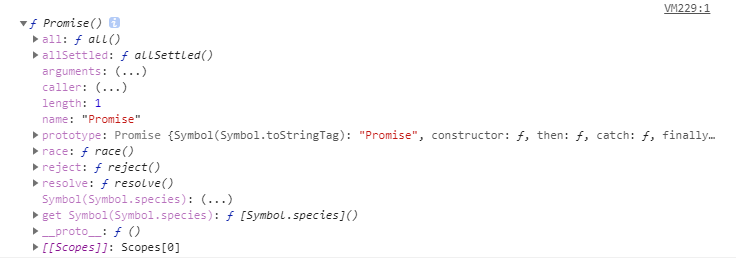 VM229:1
▼ƒ Promise() i
▶all: ƒ all()
▶allSettled: ƒ allSettled()
arguments: (...)
caller: (...)
length: 1
name: "Promise"
▶prototype: Promise {Symbol(Symbol.toStringTag): "Promise", constructor: ƒ, then: ƒ, catch: ƒ, finally…
▶race: ƒ race()
▶reject: ƒ reject()
▶resolve: ƒ resolve()
Symbol(Symbol.species): (...)
▶get Symbol(Symbol.species): ƒ [Symbol.species]()
▶__proto__: ƒ ()
▶[[Scopes]]: Scopes[0]